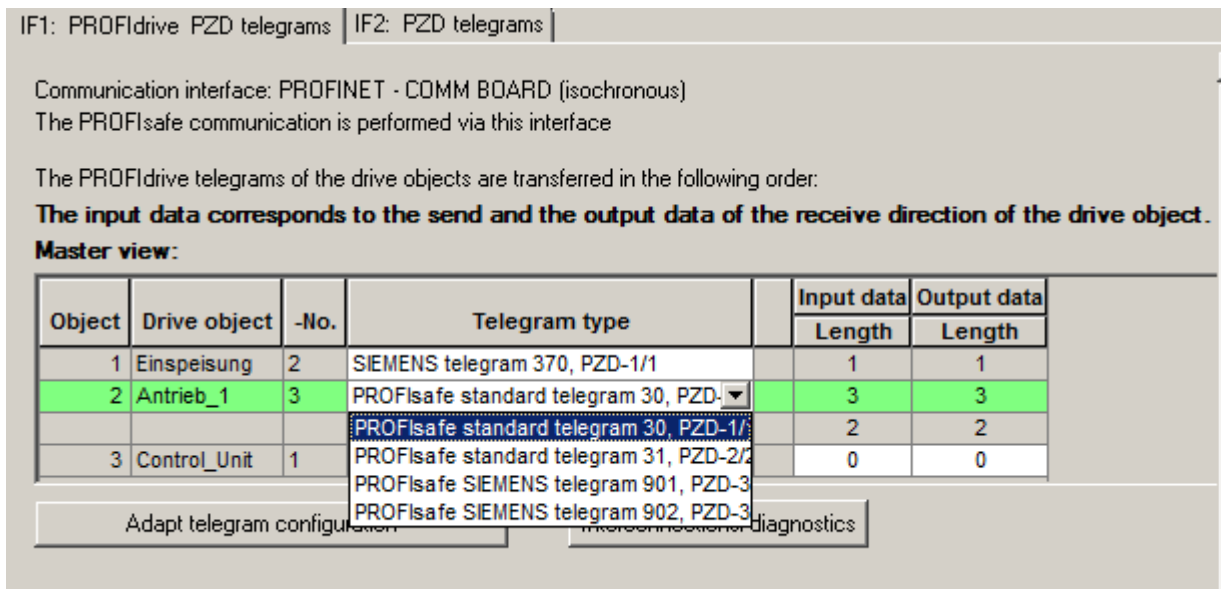 IF1: PROFIdrive PZD telegrams IF2: PZD telegrams
Communication interface: PROFINET - COMM BOARD (isochronous)
The PROFIsafe communication is performed via this interface
The PROFIdrive telegrams of the drive objects are transferred in the following order:
The input data corresponds to the send and the output data of the receive direction of the drive object.
Master view:
Object Drive object -No. Telegram type Input data Output data
Length Length
1 Einspeisung 2 SIEMENS telegram 370, PZD-1/1 1 1
2 Antrieb_1 3 PROFIsafe standard telegram 30, PZD- 3 3
PROFIsafe standard telegram 30, PZD-1/ 2 2
3 Control_Unit 1 PROFIsafe standard telegram 31, PZD-2/2 0 0
PROFIsafe SIEMENS telegram 901, PZD-3
PROFIsafe SIEMENS telegram 902, PZD-3
Adapt telegram configuration diagnostics